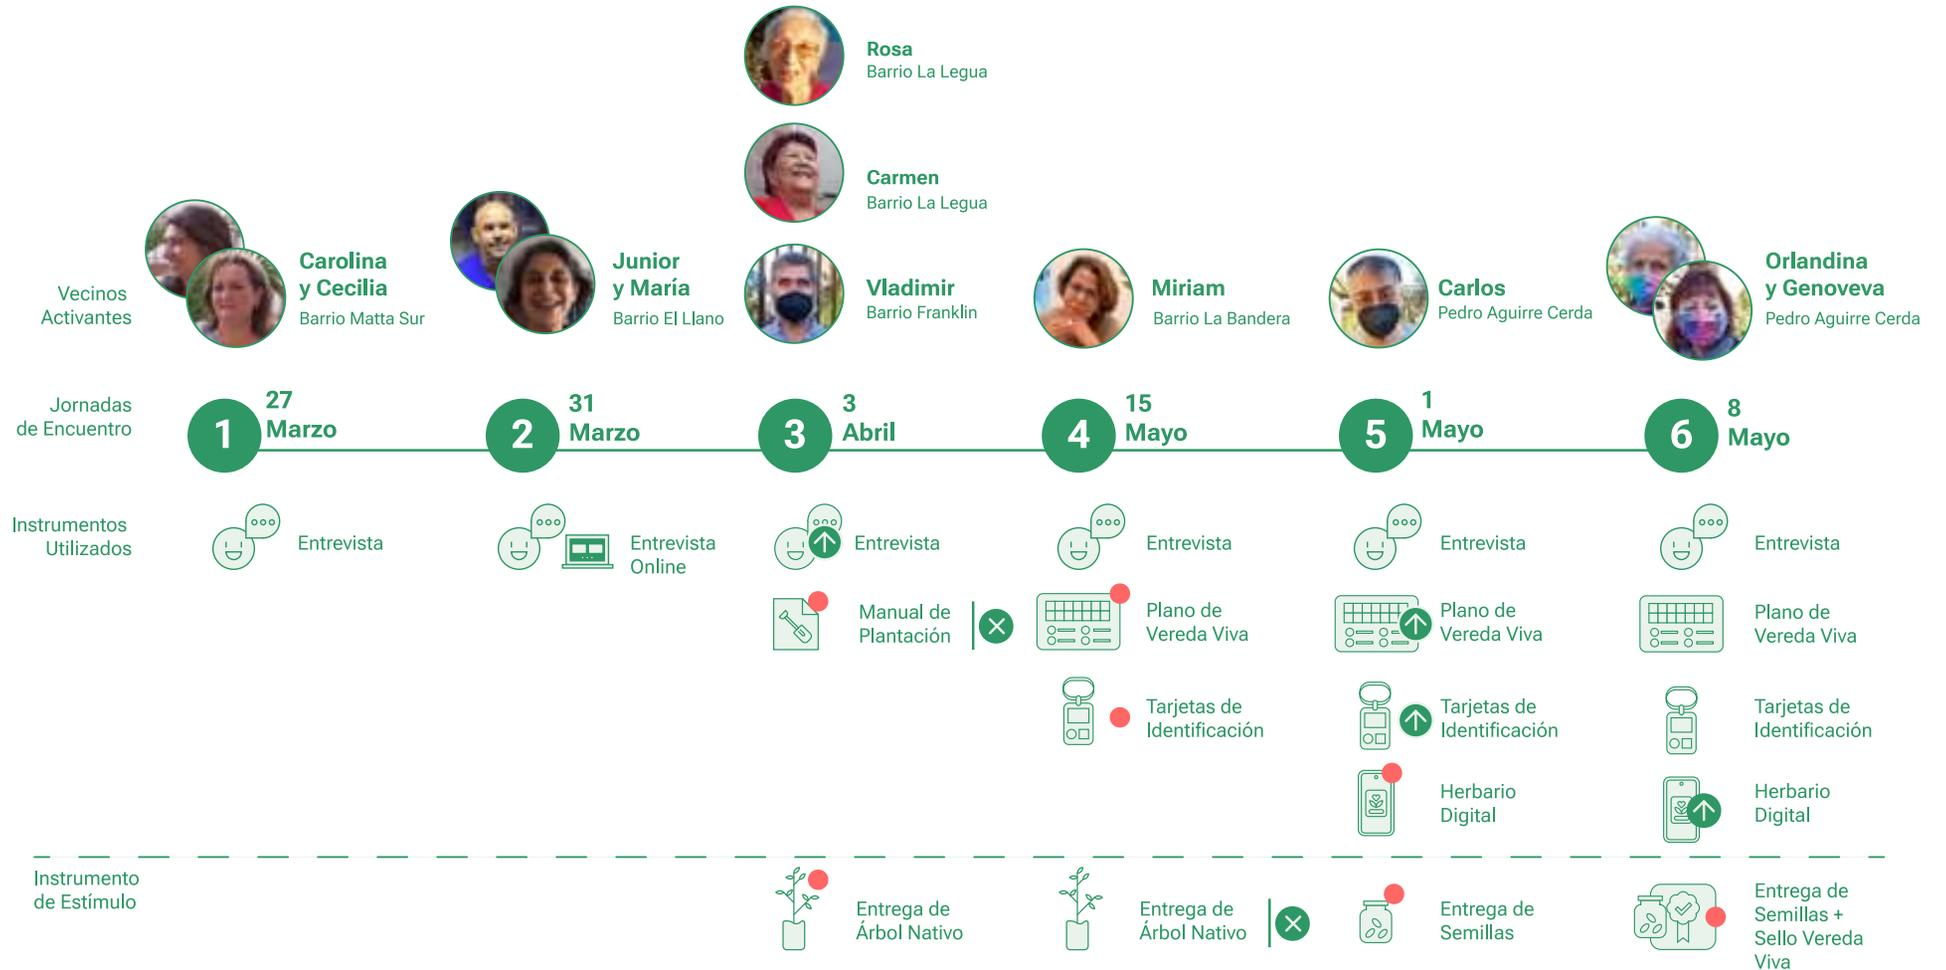 Rosa
Barrio La Legua
Carmen
Barrio La Legua
Vecinos
Activantes
Carolina
y Cecilia
Barrio Matta Sur
Junior
y María
Barrio El Llano
Vladimir
Barrio Franklin
Miriam
Barrio La Bandera
Carlos
Pedro Aguirre Cerda
Orlandina
y Genoveva
Pedro Aguirre Cerda
Jornadas
de Encuentro
1
27
Marzo
2
31
Marzo
3
3
Abril
4
15
Mayo
5
1
Mayo
6
8
Mayo
Instrumentos
Utilizados
Entrevista
Entrevista
Online
Entrevista
Entrevista
Entrevista
Entrevista
Manual de
Plantación
Plano de
Vereda Viva
Plano de
Vereda Viva
Plano de
Vereda Viva
Tarjetas de
Identificación
Tarjetas de
Identificación
Tarjetas de
Identificación
Herbario
Digital
Herbario
Digital
Instrumento
de Estímulo
Entrega de
Árbol Nativo
Entrega de
Árbol Nativo
Entrega de
Semillas
Entrega de
Semillas +
Sello Vereda
Viva